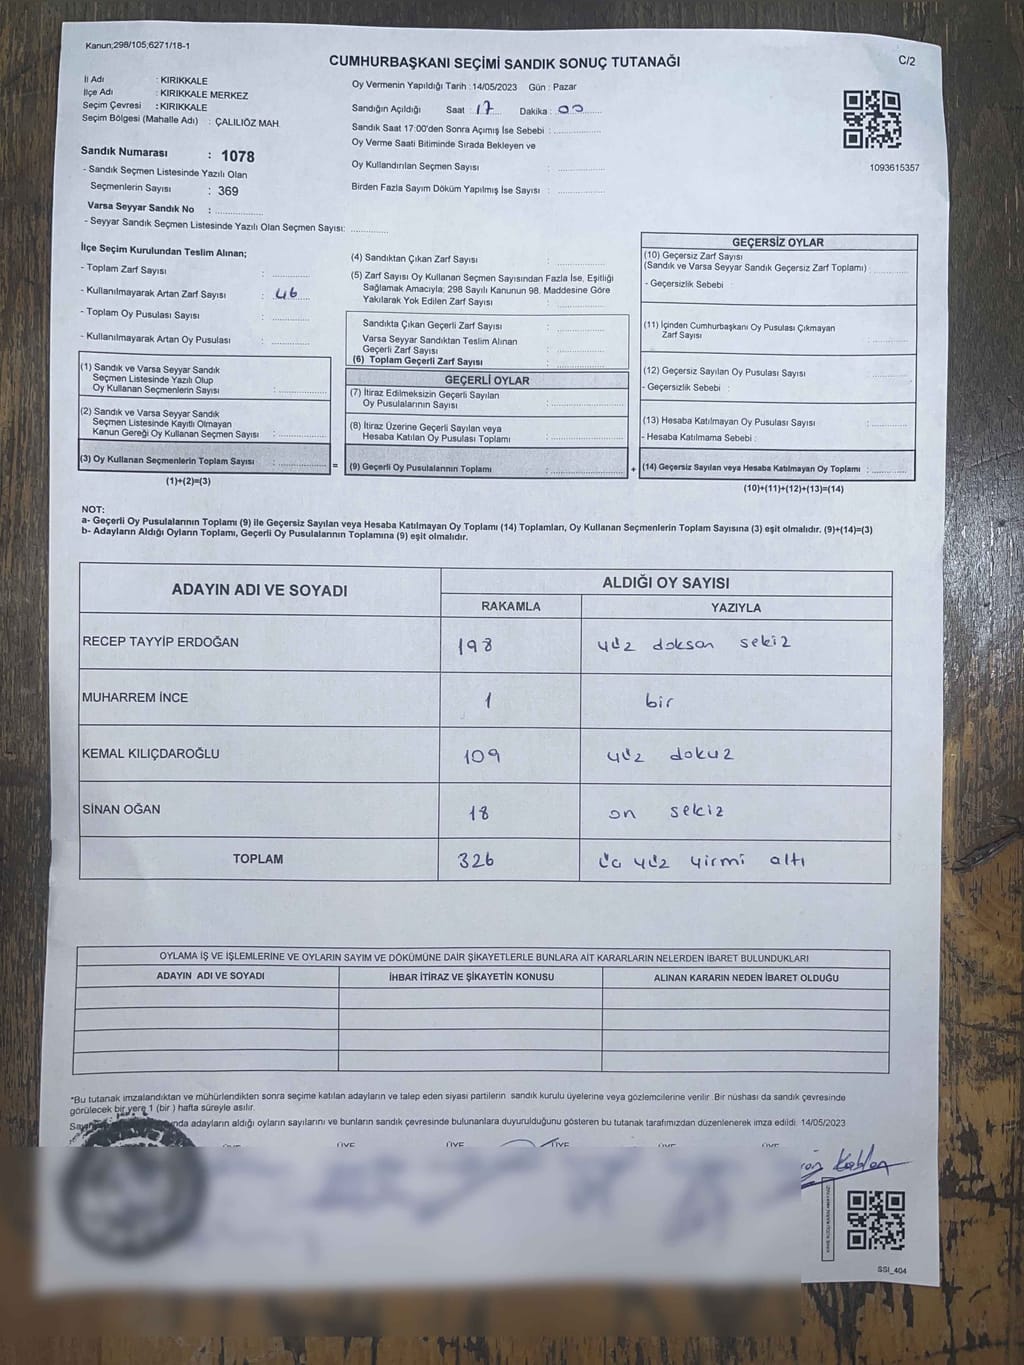 Kanun;298/105;6271/18-1
CUMHURBAŞKANI SEÇİMİ SANDIK SONUÇ TUTANAĞI
C/2
İl Adı : KIRIKKALE
İlçe Adı : KIRIKKALE MERKEZ
Seçim Çevresi : KIRIKKALE
Seçim Bölgesi (Mahalle Adı) : ÇALILIÖZ MAH.
Sandık Numarası : 1078
- Sandık Seçmen Listesinde Yazılı Olan
Seçmenlerin Sayısı : 369
Varsa Seyyar Sandık No :
- Seyyar Sandık Seçmen Listesinde Yazılı Olan Seçmen Sayısı:
Oy Vermenin Yapıldığı Tarih : 14/05/2023 Gün : Pazar
Sandığın Açıldığı Saat : 17 Dakika : 00
Sandık Saat 17:00'den Sonra Açımış İse Sebebi :
Oy Verme Saati Bitiminde Sırada Bekleyen ve
Oy Kullandırılan Seçmen Sayısı :
Birden Fazla Sayım Döküm Yapılmış İse Sayısı :
1093615357
İlçe Seçim Kurulundan Teslim Alınan;
- Toplam Zarf Sayısı :
- Kullanılmayarak Artan Zarf Sayısı : 46
- Toplam Oy Pusulası Sayısı :
- Kullanılmayarak Artan Oy Pusulası :
(1) Sandık ve Varsa Seyyar Sandık
Seçmen Listesinde Yazılı Olup
Oy Kullanan Seçmenlerin Sayısı :
(2) Sandık ve Varsa Seyyar Sandık
Seçmen Listesinde Kayıtlı Olmayan
Kanun Gereği Oy Kullanan Seçmen Sayısı :
(3) Oy Kullanan Seçmenlerin Toplam Sayısı :
(1)+(2)=(3)
(4) Sandıktan Çıkan Zarf Sayısı :
(5) Zarf Sayısı Oy Kullanan Seçmen Sayısından Fazla İse, Eşitliği
Sağlamak Amacıyla; 298 Sayılı Kanunun 98. Maddesine Göre
Yakılarak Yok Edilen Zarf Sayısı :
Sandıkta Çıkan Geçerli Zarf Sayısı :
Varsa Seyyar Sandıktan Teslim Alınan
Geçerli Zarf Sayısı :
(6) Toplam Geçerli Zarf Sayısı :
GEÇERLİ OYLAR
(7) İtiraz Edilmeksizin Geçerli Sayılan
Oy Pusulalarının Sayısı :
(8) İtiraz Üzerine Geçerli Sayılan veya
Hesaba Katılan Oy Pusulası Toplamı :
= (9) Geçerli Oy Pusulalarının Toplamı :
GEÇERSİZ OYLAR
(10) Geçersiz Zarf Sayısı
(Sandık ve Varsa Seyyar Sandık Geçersiz Zarf Toplamı) :
- Geçersizlik Sebebi :
(11) İçinden Cumhurbaşkanı Oy Pusulası Çıkmayan
Zarf Sayısı :
(12) Geçersiz Sayılan Oy Pusulası Sayısı
- Geçersizlik Sebebi :
(13) Hesaba Katılmayan Oy Pusulası Sayısı :
- Hesaba Katılmama Sebebi :
+ (14) Geçersiz Sayılan veya Hesaba Katılmayan Oy Toplamı :
(10)+(11)+(12)+(13)=(14)
NOT:
a- Geçerli Oy Pusulalarının Toplamı (9) ile Geçersiz Sayılan veya Hesaba Katılmayan Oy Toplamı (14) Toplamları, Oy Kullanan Seçmenlerin Toplam Sayısına (3) eşit olmalıdır. (9)+(14)=(3)
b- Adayların Aldığı Oyların Toplamı, Geçerli Oy Pusulalarının Toplamına (9) eşit olmalıdır.
ADAYIN ADI VE SOYADI ALDIĞI OY SAYISI
RAKAMLA YAZIYLA
RECEP TAYYİP ERDOĞAN 198 yüz doksan sekiz
MUHARREM İNCE 1 bir
KEMAL KILIÇDAROĞLU 109 yüz dokuz
SİNAN OĞAN 18 on sekiz
TOPLAM 326 üç yüz yirmi altı
OYLAMA İŞ VE İŞLEMLERİNE VE OYLARIN SAYIM VE DÖKÜMÜNE DAİR ŞİKAYETLERLE BUNLARA AİT KARARLARIN NELERDEN İBARET BULUNDUKLARI
ADAYIN ADI VE SOYADI İHBAR İTİRAZ VE ŞİKAYETİN KONUSU ALINAN KARARIN NEDEN İBARET OLDUĞU
*Bu tutanak imzalandıktan ve mühürlendikten sonra seçime katılan adayların ve talep eden siyasi partilerin sandık kurulu üyelerine veya gözlemcilerine verilir. Bir nüshası da sandık çevresinde
görülecek bir yere 1 (bir ) hafta süreyle asılır.
adayların aldığı oyların sayılarını ve bunların sandık çevresinde bulunanlara duyurulduğunu gösteren bu tutanak tarafımızdan düzenlenerek imza edildi. 14/05/2023
ÜYE ÜYE ÜYE ÜYE ÜYE ÜYE
SSI_404